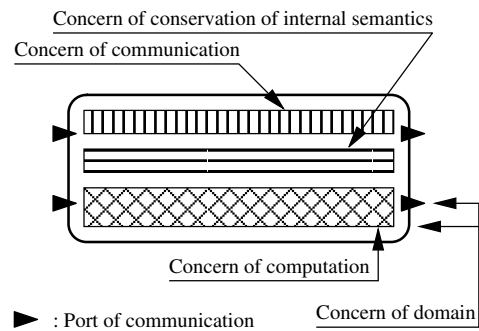 Concern of conservation of internal semantics
Concern of communication
Concern of computation
Concern of domain
: Port of communication